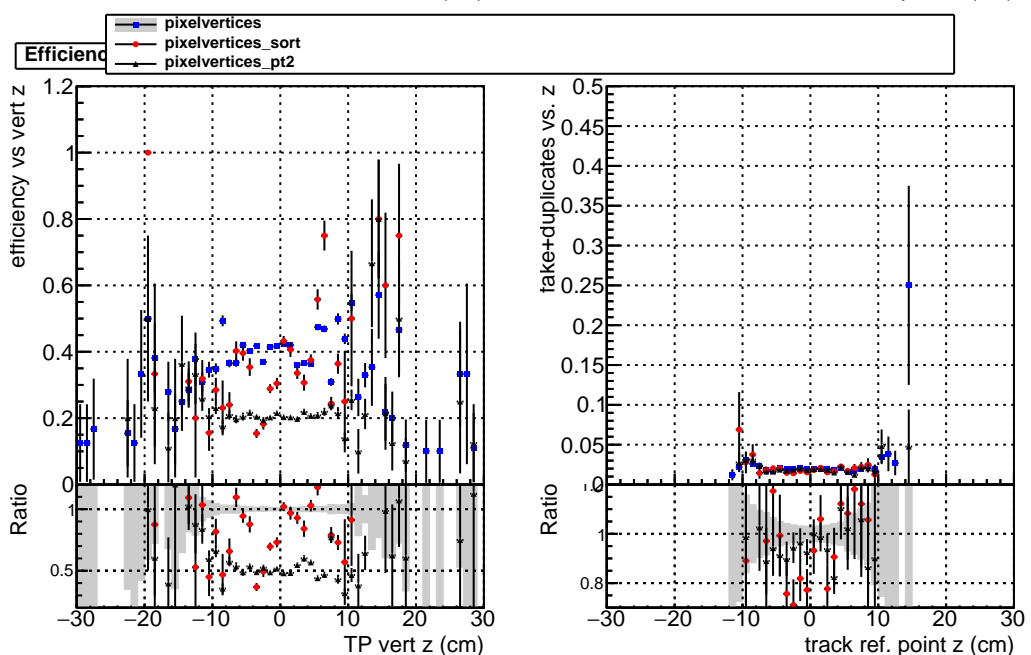 pixelvertices
pixelvertices_sort
pixelvertices_pt2
Efficienc
efficiency vs vert z
1.2
1
0.8
0.6
0.4
0.2
0
Ratio
1
0.5
−30 −20 −10 0 10 20 30
TP vert z (cm)
fake+duplicates vs. z
0.5
0.45
0.4
0.35
0.3
0.25
0.2
0.15
0.1
0.05
0
Ratio
1
0.8
−30 −20 −10 0 10 20 30
track ref. point z (cm)